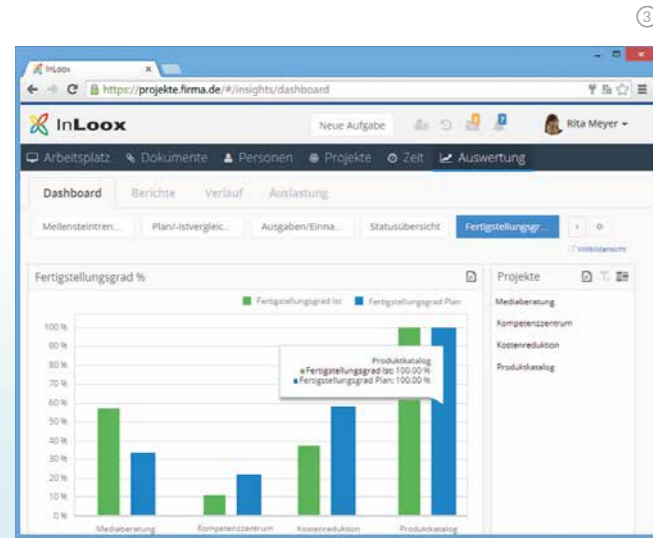 ③
InLoox
https://projekte.firma.de/#/insights/dashboard
InLoox
Neue Aufgabe
Rita Meyer
Arbeitsplatz Dokumente Personen Projekte Zeit Auswertung
Dashboard Berichte Verlauf Auslastung
Meilensteintren... Plan/-Istvergleic... Ausgaben/Einna... Statusübersicht Fertigstellungsgr...
Vollbildansicht
Fertigstellungsgrad %
Projekte
Fertigstellungsgrad Ist Fertigstellungsgrad Plan
Mediaberatung
Kompetenzzentrum
Kostenreduktion
Produktkatalog
100 %
90 %
80 %
70 %
60 %
50 %
40 %
30 %
20 %
10 %
0 %
Produktkatalog
Fertigstellungsgrad Ist: 100.00 %
Fertigstellungsgrad Plan: 100.00 %
Mediaberatung Kompetenzzentrum Kostenreduktion Produktkatalog